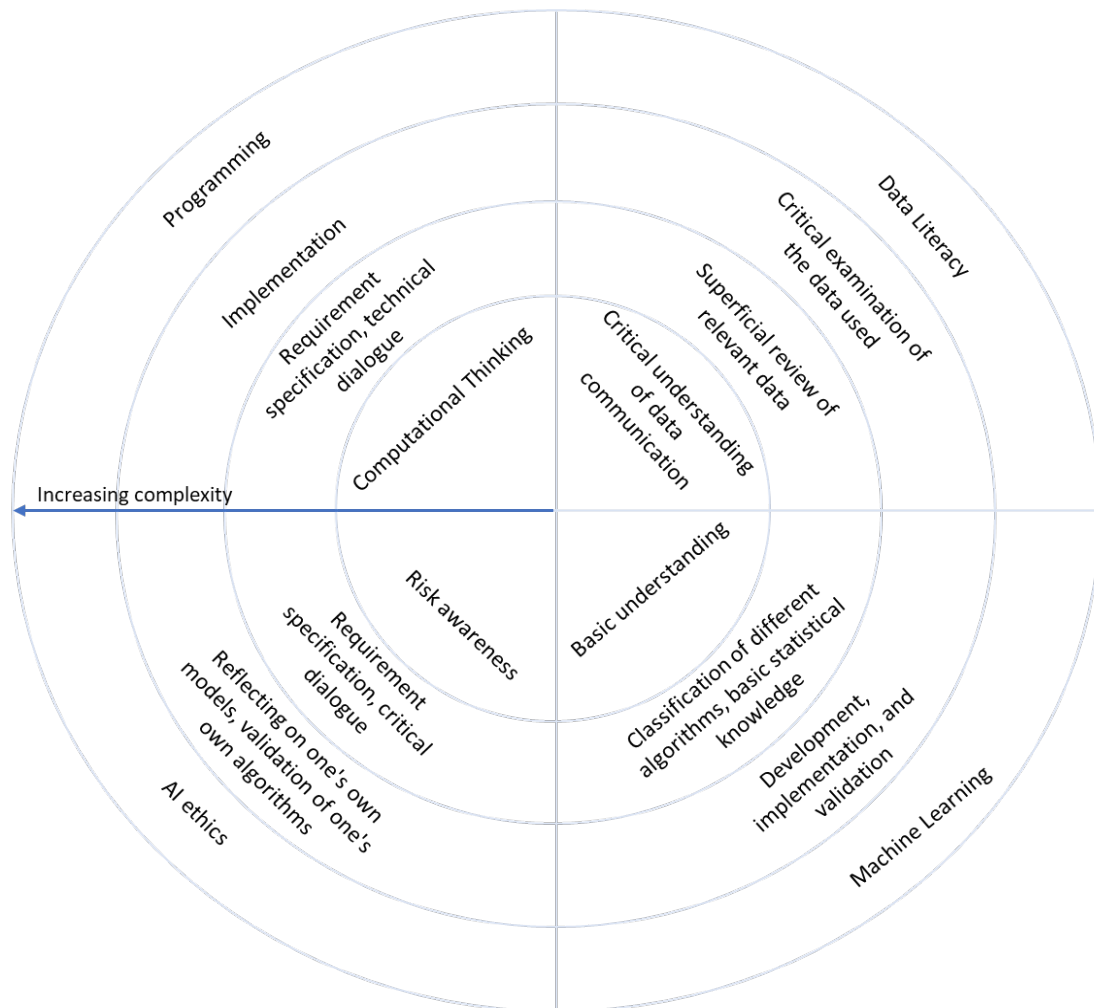 Programming
Implementation
Requirement
specification, technical
dialogue
Computational Thinking
Data Literacy
Critical examination of
the data used
Superficial review of
relevant data
Critical understanding
of data
communication
Increasing complexity
Risk awareness
Requirement
specification, critical
dialogue
Reflecting on one's own
models, validation of one's
own algorithms
AI ethics
Basic understanding
Classification of different
algorithms, basic statistical
knowledge
Development,
implementation, and
validation
Machine Learning